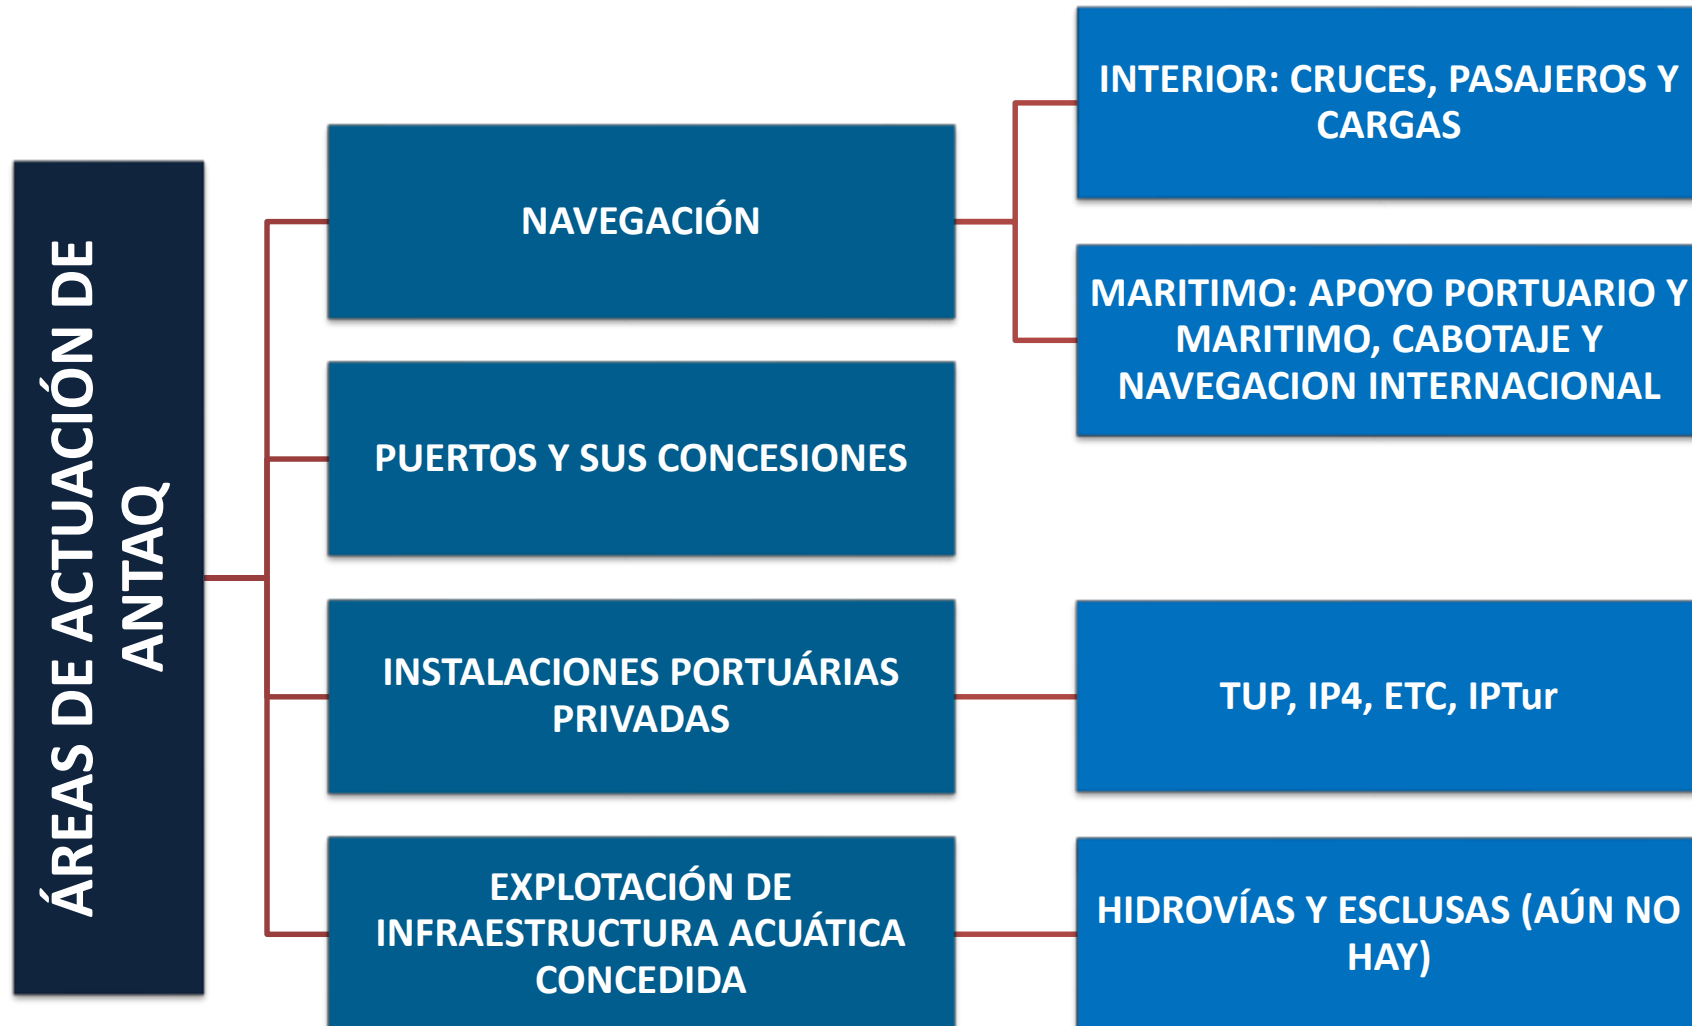 ÁREAS DE ACTUACIÓN DE
ANTAQ
NAVEGACIÓN
INTERIOR: CRUCES, PASAJEROS Y
CARGAS
MARITIMO: APOYO PORTUARIO Y
MARITIMO, CABOTAJE Y
NAVEGACION INTERNACIONAL
PUERTOS Y SUS CONCESIONES
INSTALACIONES PORTUÁRIAS
PRIVADAS
TUP, IP4, ETC, IPTur
EXPLOTACIÓN DE
INFRAESTRUCTURA ACUÁTICA
CONCEDIDA
HIDROVÍAS Y ESCLUSAS (AÚN NO
HAY)